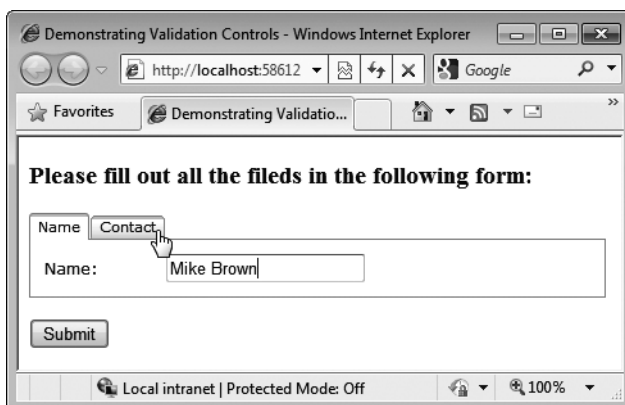 Demonstrating Validation Controls - Windows Internet Explorer
http://localhost:58612
Google
Favorites
Demonstrating Validatio...
»
Please fill out all the fileds in the following form:
Name
Contact
Name:
Mike Brown
Submit
Local intranet | Protected Mode: Off
100%